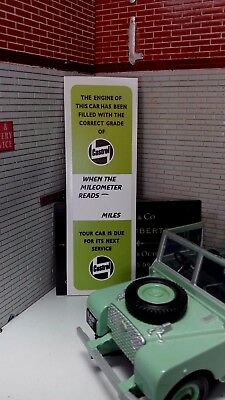 THE ENGINE OF
THIS CAR HAS BEEN
FILLED WITH THE
CORRECT GRADE
OF
Castrol
WHEN THE
MILEOMETER
READS —
MILES
YOUR CAR IS DUE
FOR ITS NEXT
SERVICE
Castrol
& Co